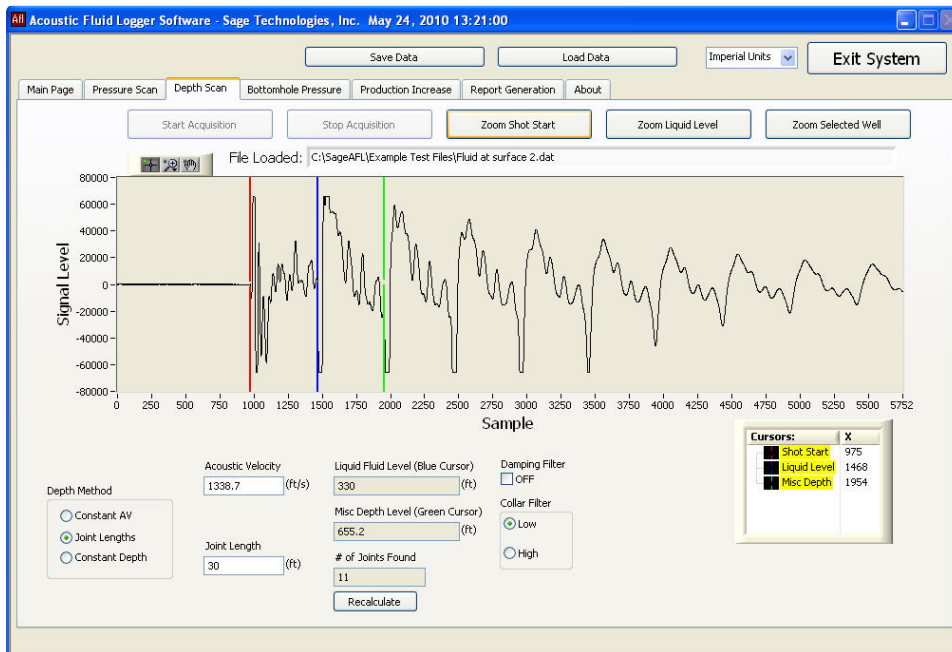 Afl Acoustic Fluid Logger Software - Sage Technologies, Inc. May 24, 2010 13:21:00
Save Data Load Data Imperial Units Exit System
Main Page Pressure Scan Depth Scan Bottomhole Pressure Production Increase Report Generation About
Start Acquisition Stop Acquisition Zoom Shot Start Zoom Liquid Level Zoom Selected Well
File Loaded: C:\SageAFL\Example Test Files\Fluid at surface 2.dat
80000
60000
40000
20000
0
-20000
-40000
-60000
-80000
Signal Level
0 250 500 750 1000 1250 1500 1750 2000 2250 2500 2750 3000 3250 3500 3750 4000 4250 4500 4750 5000 5250 5500 5752
Sample
Cursors: X
Shot Start 975
Liquid Level 1468
Misc Depth 1954
Depth Method
Constant AV
Joint Lengths
Constant Depth
Acoustic Velocity
1338.7 (ft/s)
Joint Length
30 (ft)
Liquid Fluid Level (Blue Cursor)
330 (ft)
Misc Depth Level (Green Cursor)
655.2 (ft)
# of Joints Found
11
Recalculate
Damping Filter
OFF
Collar Filter
Low
High